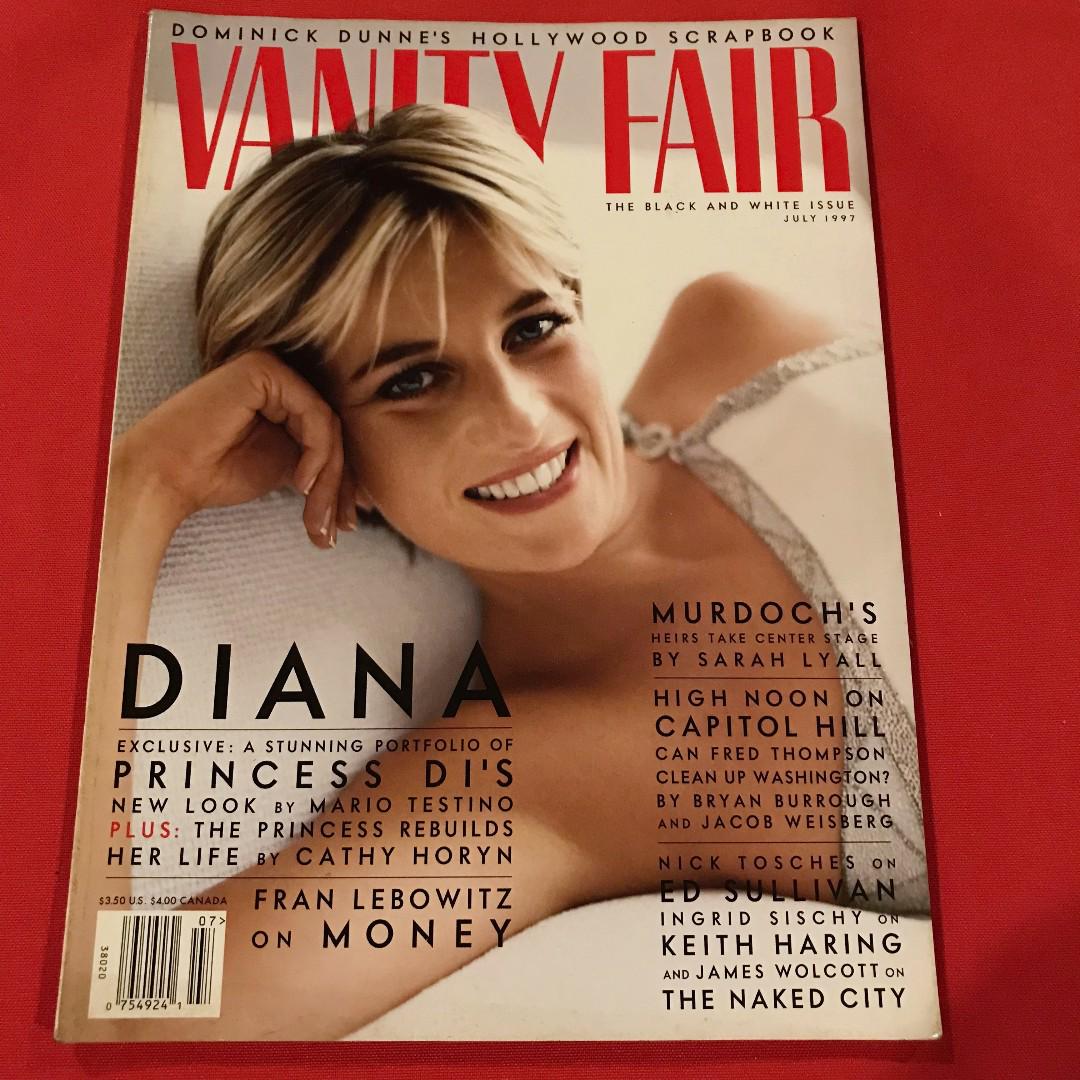 DOMINICK DUNNE'S HOLLYWOOD SCRAPBOOK
VANITY FAIR
THE BLACK AND WHITE ISSUE
JULY 1997
DIANA
EXCLUSIVE: A STUNNING PORTFOLIO OF
PRINCESS DI'S
NEW LOOK BY MARIO TESTINO
PLUS: THE PRINCESS REBUILDS
HER LIFE BY CATHY HORYN
FRAN LEBOWITZ
ON MONEY
$3.50 U.S. $4.00 CANADA
07>
38020
0 754924 1
MURDOCH'S
HEIRS TAKE CENTER STAGE
BY SARAH LYALL
HIGH NOON ON
CAPITOL HILL
CAN FRED THOMPSON
CLEAN UP WASHINGTON?
BY BRYAN BURROUGH
AND JACOB WEISBERG
NICK TOSCHES ON
ED SULLIVAN
INGRID SISCHY ON
KEITH HARING
AND JAMES WOLCOTT ON
THE NAKED CITY